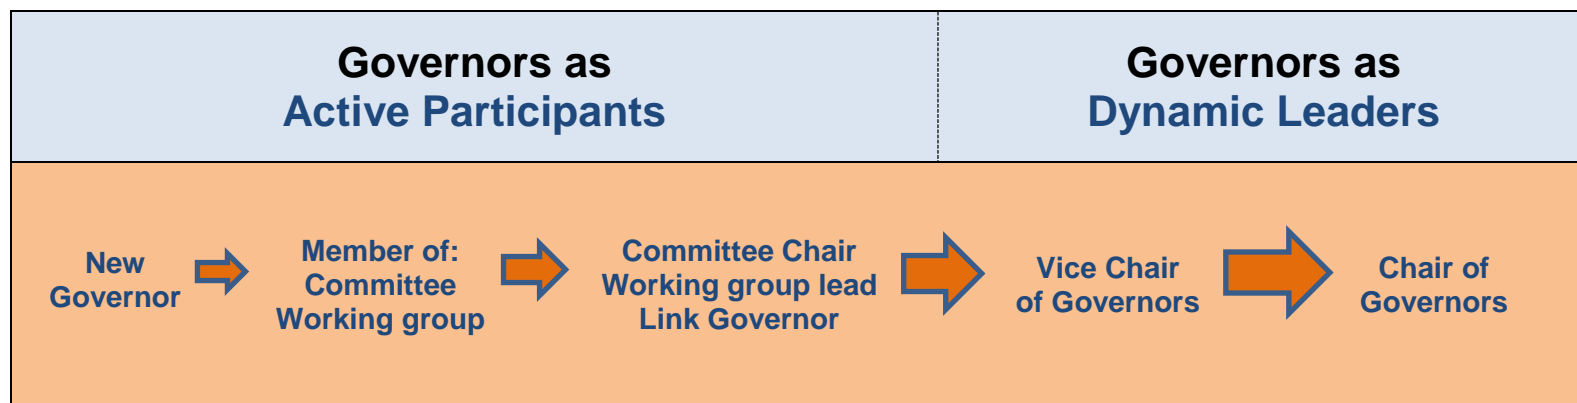 Governors as
Active Participants
Governors as
Dynamic Leaders
New
Governor
Member of:
Committee
Working group
Committee Chair
Working group lead
Link Governor
Vice Chair
of Governors
Chair of
Governors